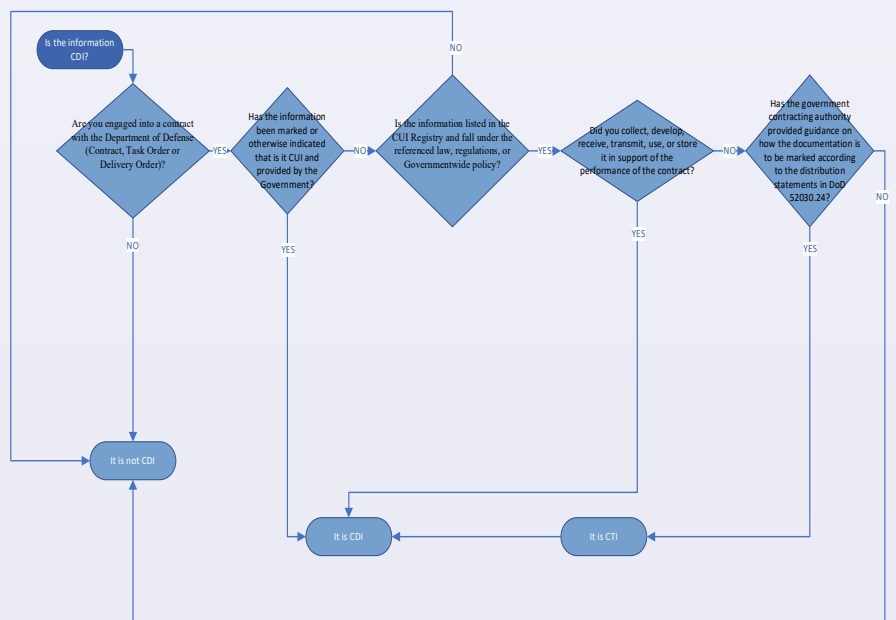 Is the information
CDI?
Are you engaged into a contract
with the Department of Defense
(Contract, Task Order or
Delivery Order)?
NO
YES
Has the information
been marked or
otherwise indicated
that is it CUI and
provided by the
Government?
YES
NO
Is the information listed in the
CUI Registry and fall under the
referenced law, regulations, or
Governmentwide policy?
NO
YES
Did you collect, develop,
receive, transmit, use, or store
it in support of the
performance of the contract?
YES
NO
Has the government
contracting authority
provided guidance on
how the documentation is
to be marked according
to the distribution
statements in DoD
52030.24?
YES
NO
It is not CDI
It is CDI
It is CTI